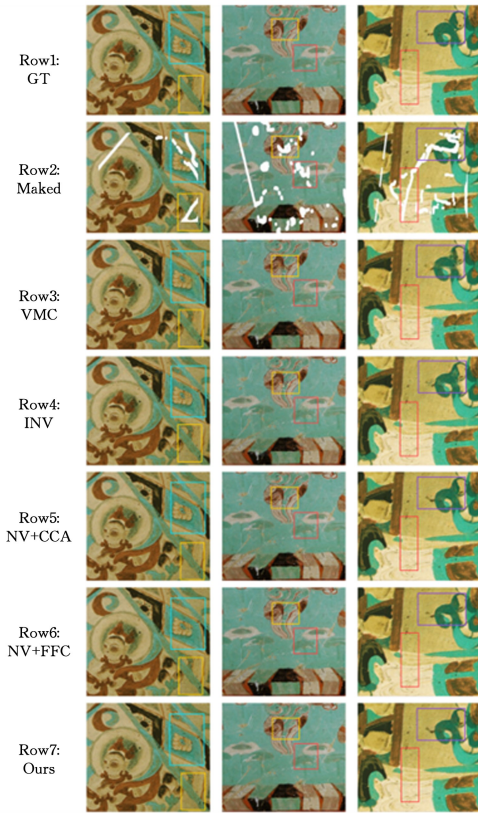 Row1:
GT
Row2:
Maked
Row3:
VMC
Row4:
INV
Row5:
NV+CCA
Row6:
NV+FFC
Row7:
Ours